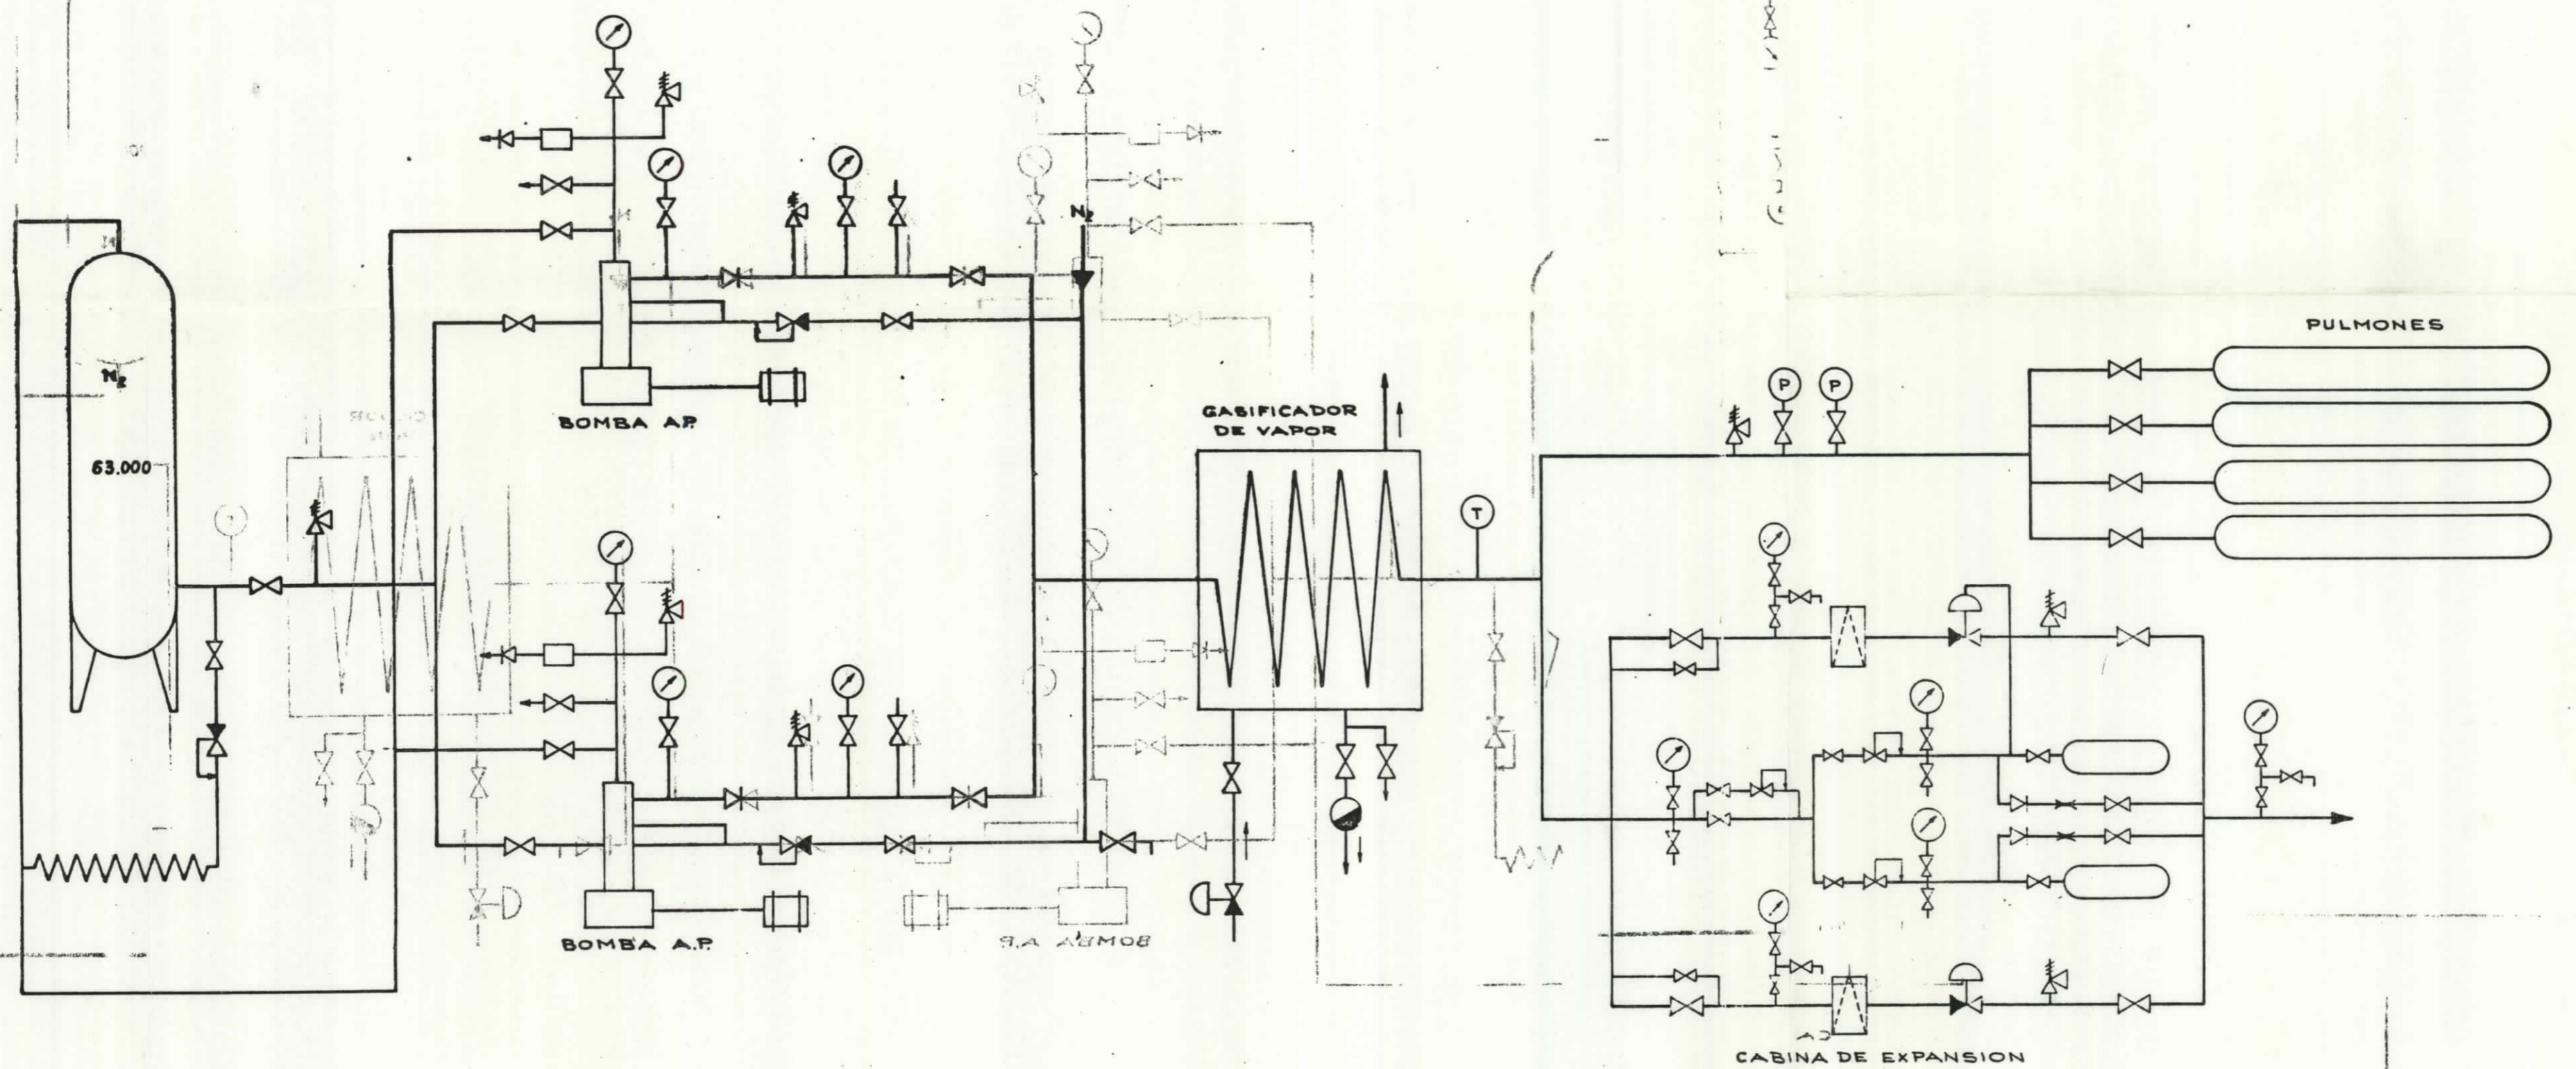 N2
63.000
BOMBA A.P.
N2
GASIFICADOR
DE VAPOR
T
P P
PULMONES
BOMBA A.P.
BOMBA A.P.
CABINA DE EXPANSION